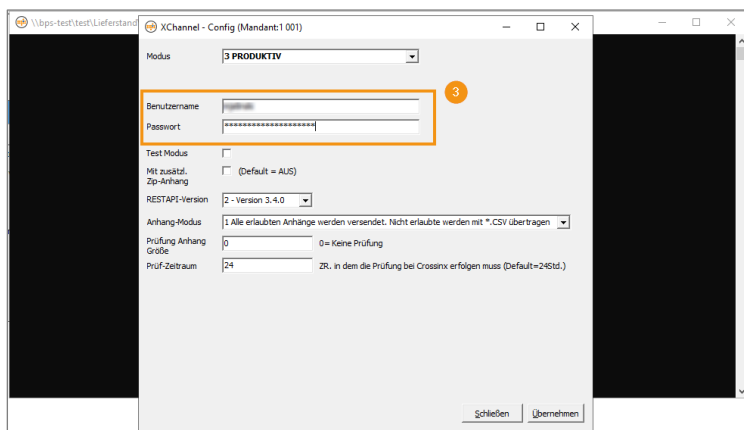 \\bps-test\test\Lieferstand
XChannel - Config (Mandant:1 001)
Modus
3 PRODUKTIV
3
Benutzername
Passwort
*********************
Test Modus
Mit zusätzl.
Zip-Anhang
(Default = AUS)
RESTAPI-Version
2 - Version 3.4.0
Anhang-Modus
1 Alle erlaubten Anhänge werden versendet. Nicht erlaubte werden mit *.CSV übertragen
Prüfung Anhang
Größe
0
0= Keine Prüfung
Prüf-Zeitraum
24
ZR. in dem die Prüfung bei Crossinx erfolgen muss (Default=24Std.)
Schließen
Übernehmen